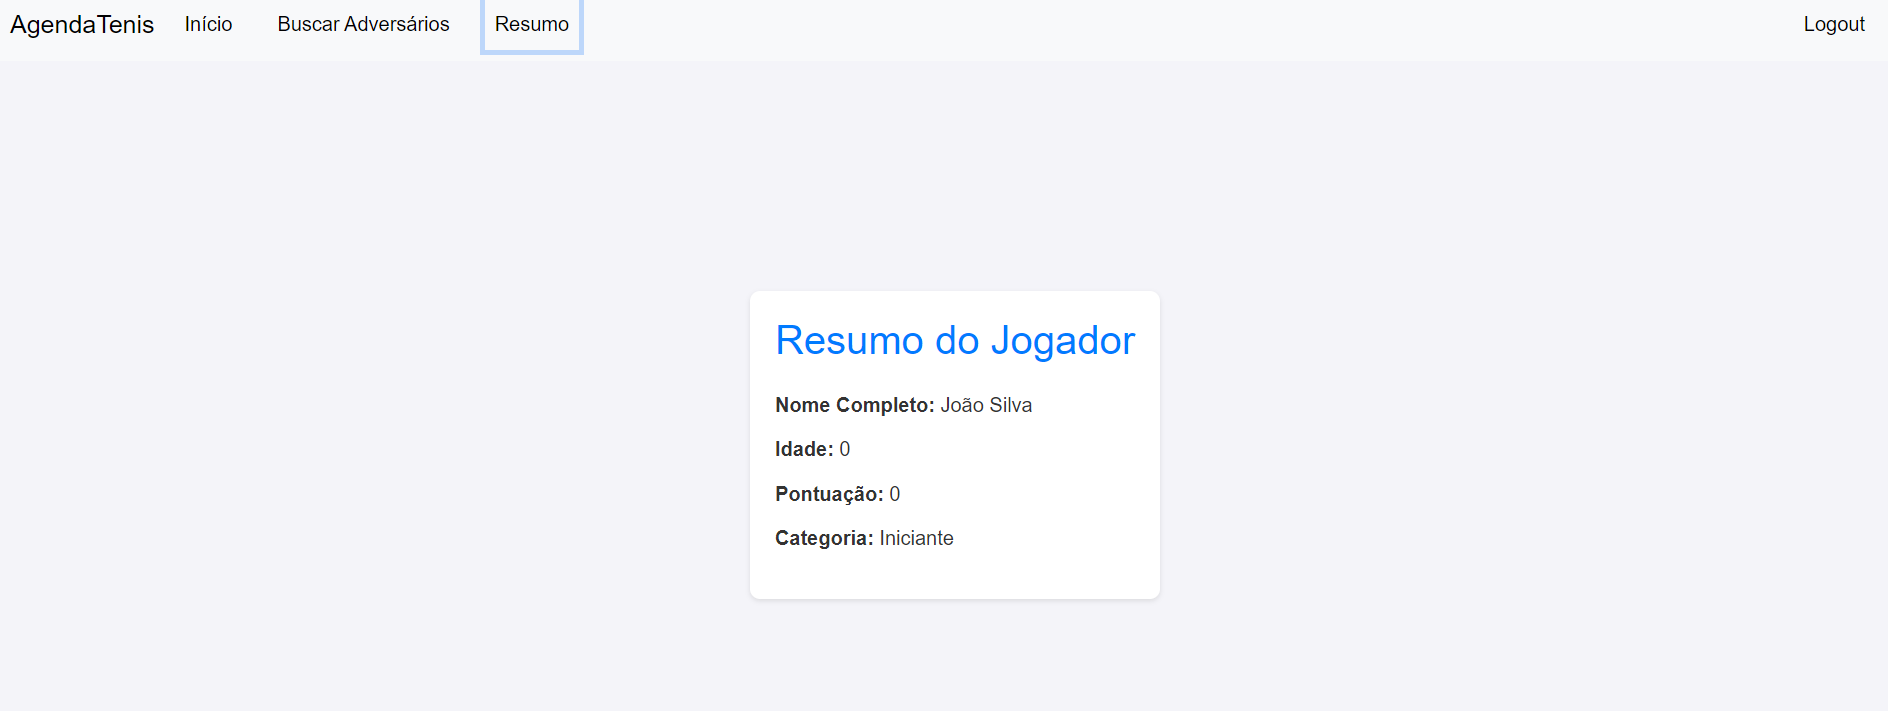 AgendaTenis Início Buscar Adversários Resumo Logout
Resumo do Jogador
Nome Completo: João Silva
Idade: 0
Pontuação: 0
Categoria: Iniciante